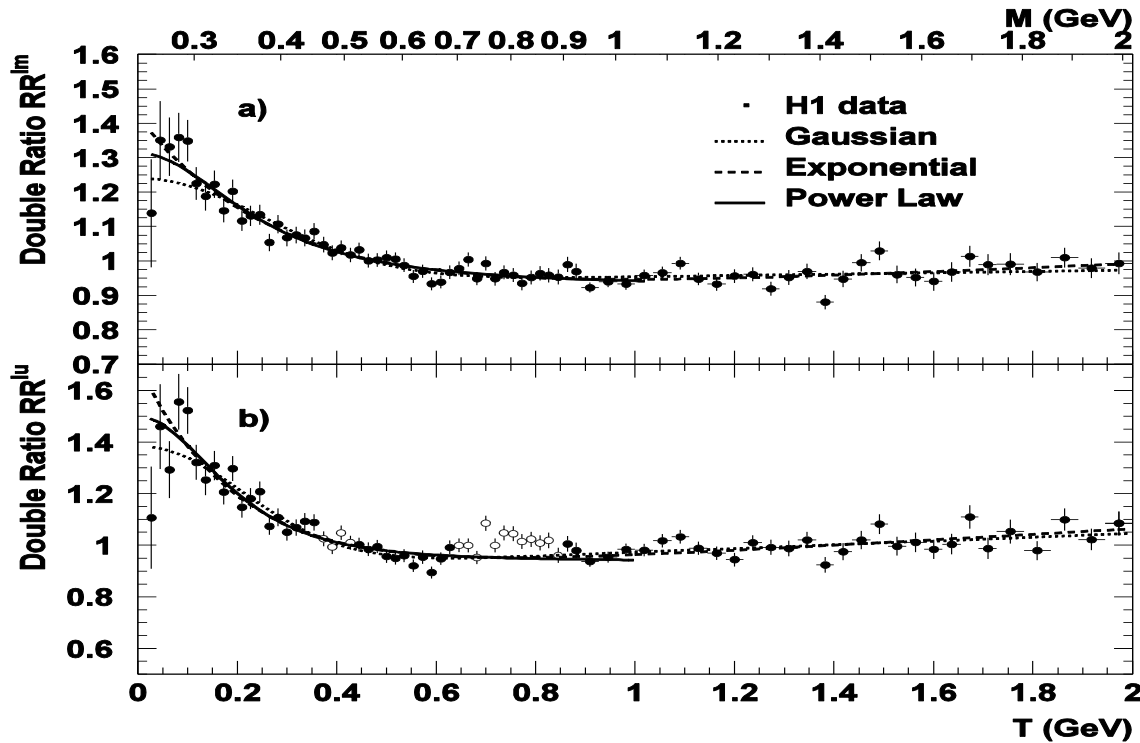 M (GeV)
0.3 0.4 0.5 0.6 0.7 0.8 0.9 1 1.2 1.4 1.6 1.8 2
Double Ratio RR^lm
1.6
1.5
1.4
1.3
1.2
1.1
1
0.9
0.8
0.7
a)
H1 data
Gaussian
Exponential
Power Law
Double Ratio RR^lu
1.6
1.4
1.2
1
0.8
0.6
b)
0 0.2 0.4 0.6 0.8 1 1.2 1.4 1.6 1.8 2
T (GeV)